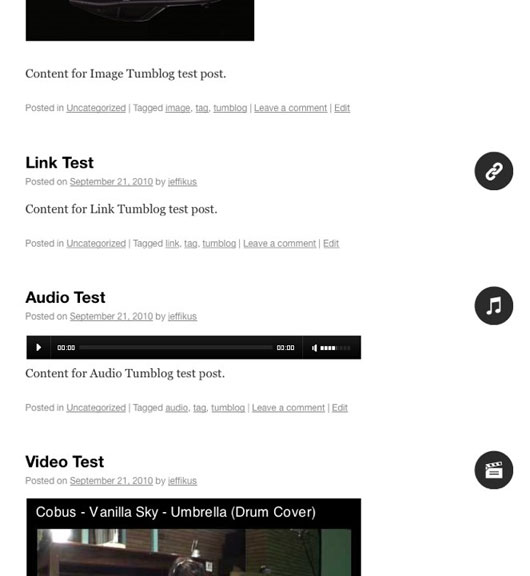 Content for Image Tumblog test post.
Posted in Uncategorized | Tagged image, tag, tumblog | Leave a comment | Edit
Link Test
Posted on September 21, 2010 by jeffikus
Content for Link Tumblog test post.
Posted in Uncategorized | Tagged link, tag, tumblog | Leave a comment | Edit
Audio Test
Posted on September 21, 2010 by jeffikus
00:00 00:00
Content for Audio Tumblog test post.
Posted in Uncategorized | Tagged audio, tag, tumblog | Leave a comment | Edit
Video Test
Posted on September 21, 2010 by jeffikus
Cobus - Vanilla Sky - Umbrella (Drum Cover)